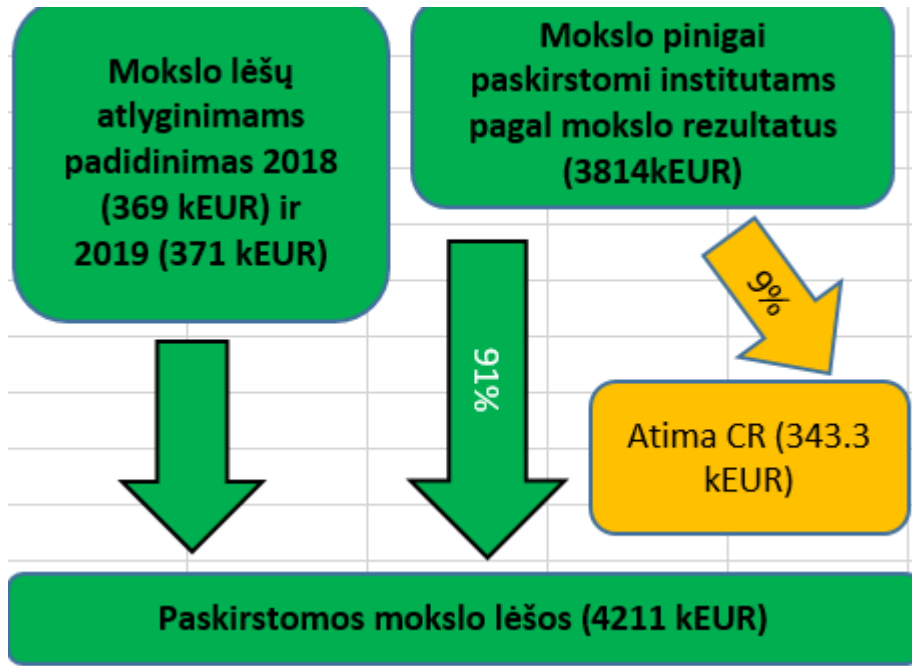 Mokslo lėšų
atlyginimams
padidinimas 2018
(369 kEUR) ir
2019 (371 kEUR)
Mokslo pinigai
paskirstomi institutams
pagal mokslo rezultatus
(3814kEUR)
91%
9%
Atima CR (343.3
kEUR)
Paskirstomos mokslo lėšos (4211 kEUR)